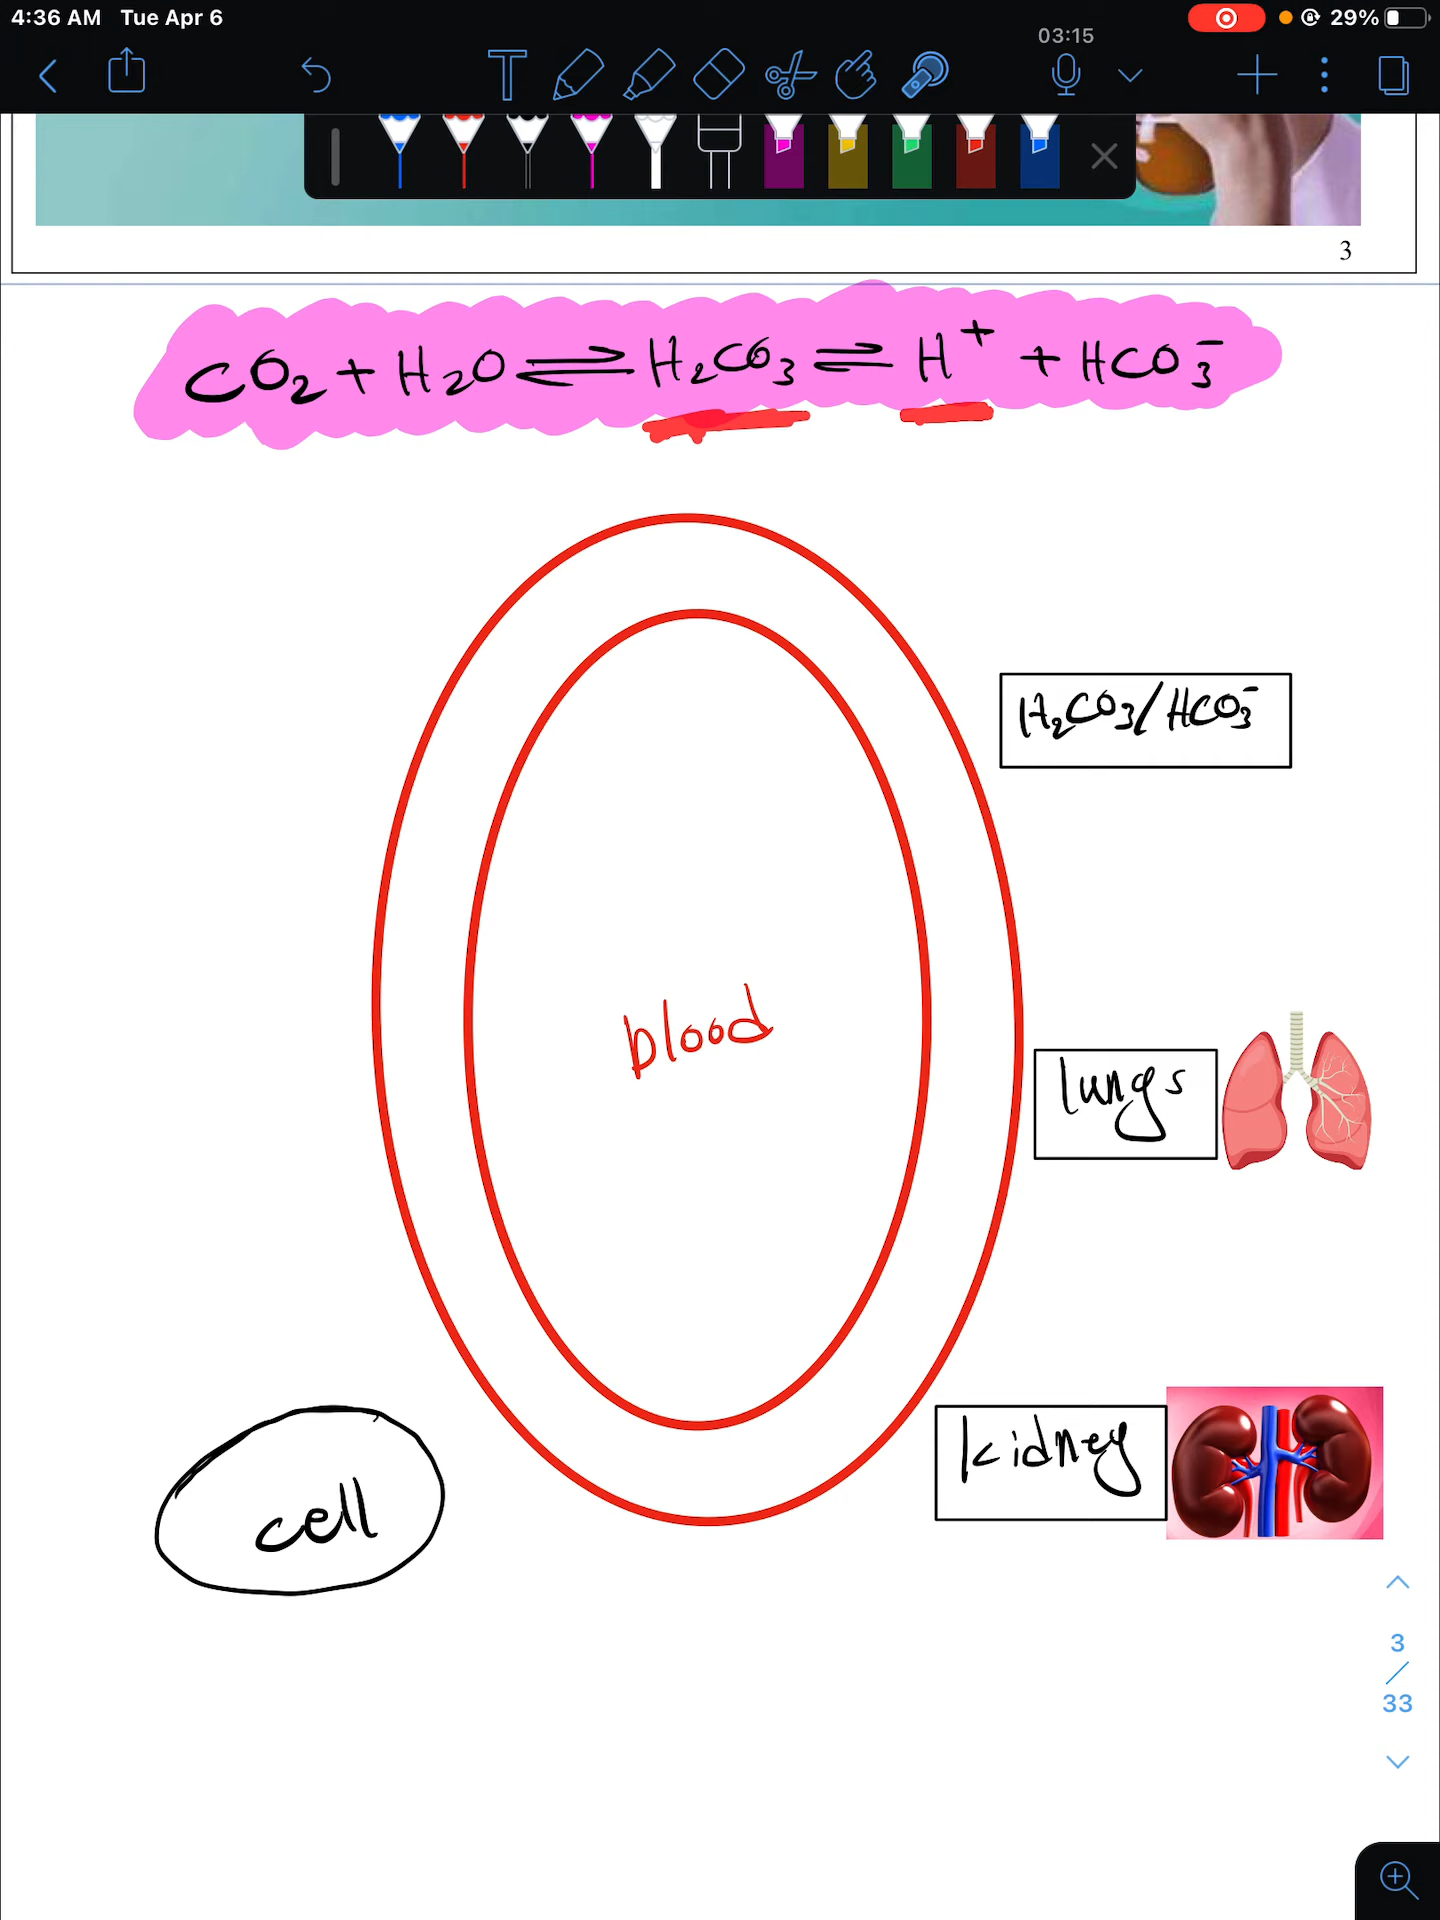 4:36 AM Tue Apr 6
29%
03:15
3
CO₂ + H₂O ⇌ H₂CO₃ ⇌ H⁺ + HCO₃⁻
H₂CO₃/HCO₃⁻
blood
lungs
kidney
cell
3
/
33